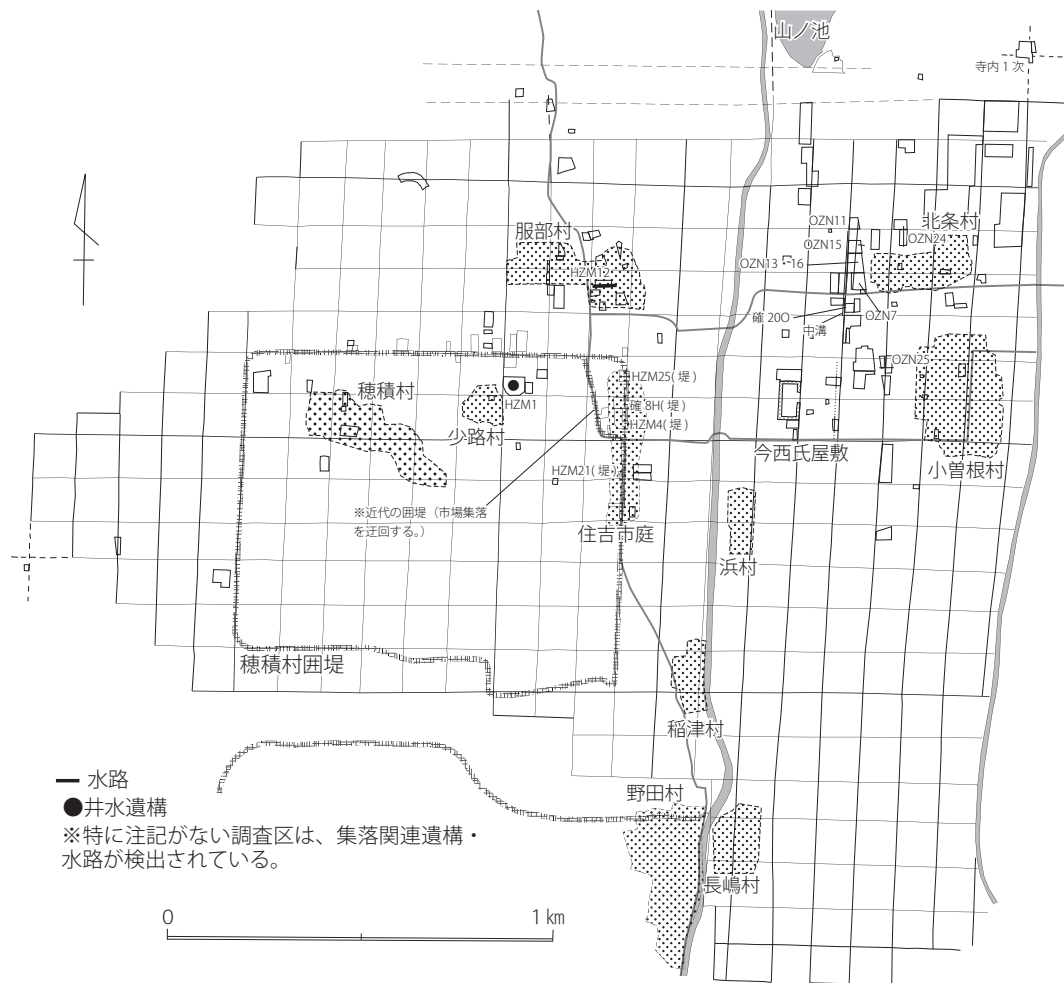 山ノ池
寺内1次
OZN11
北条村
服部村
OZN15
OZN24
HZM12
OZN13・16
確20O
中溝
OZN7
OZN25
HZM25(堤)
穂積村
HZM1
確8H(堤)
少路村
HZM4(堤)
今西氏屋敷
小曽根村
HZM21(堤)
※近代の囲堤（市場集落
を迂回する。）
住吉市庭
浜村
穂積村囲堤
稲津村
水路
井水遺構
※特に注記がない調査区は、集落関連遺構・
水路が検出されている。
野田村
長嶋村
0
1 km